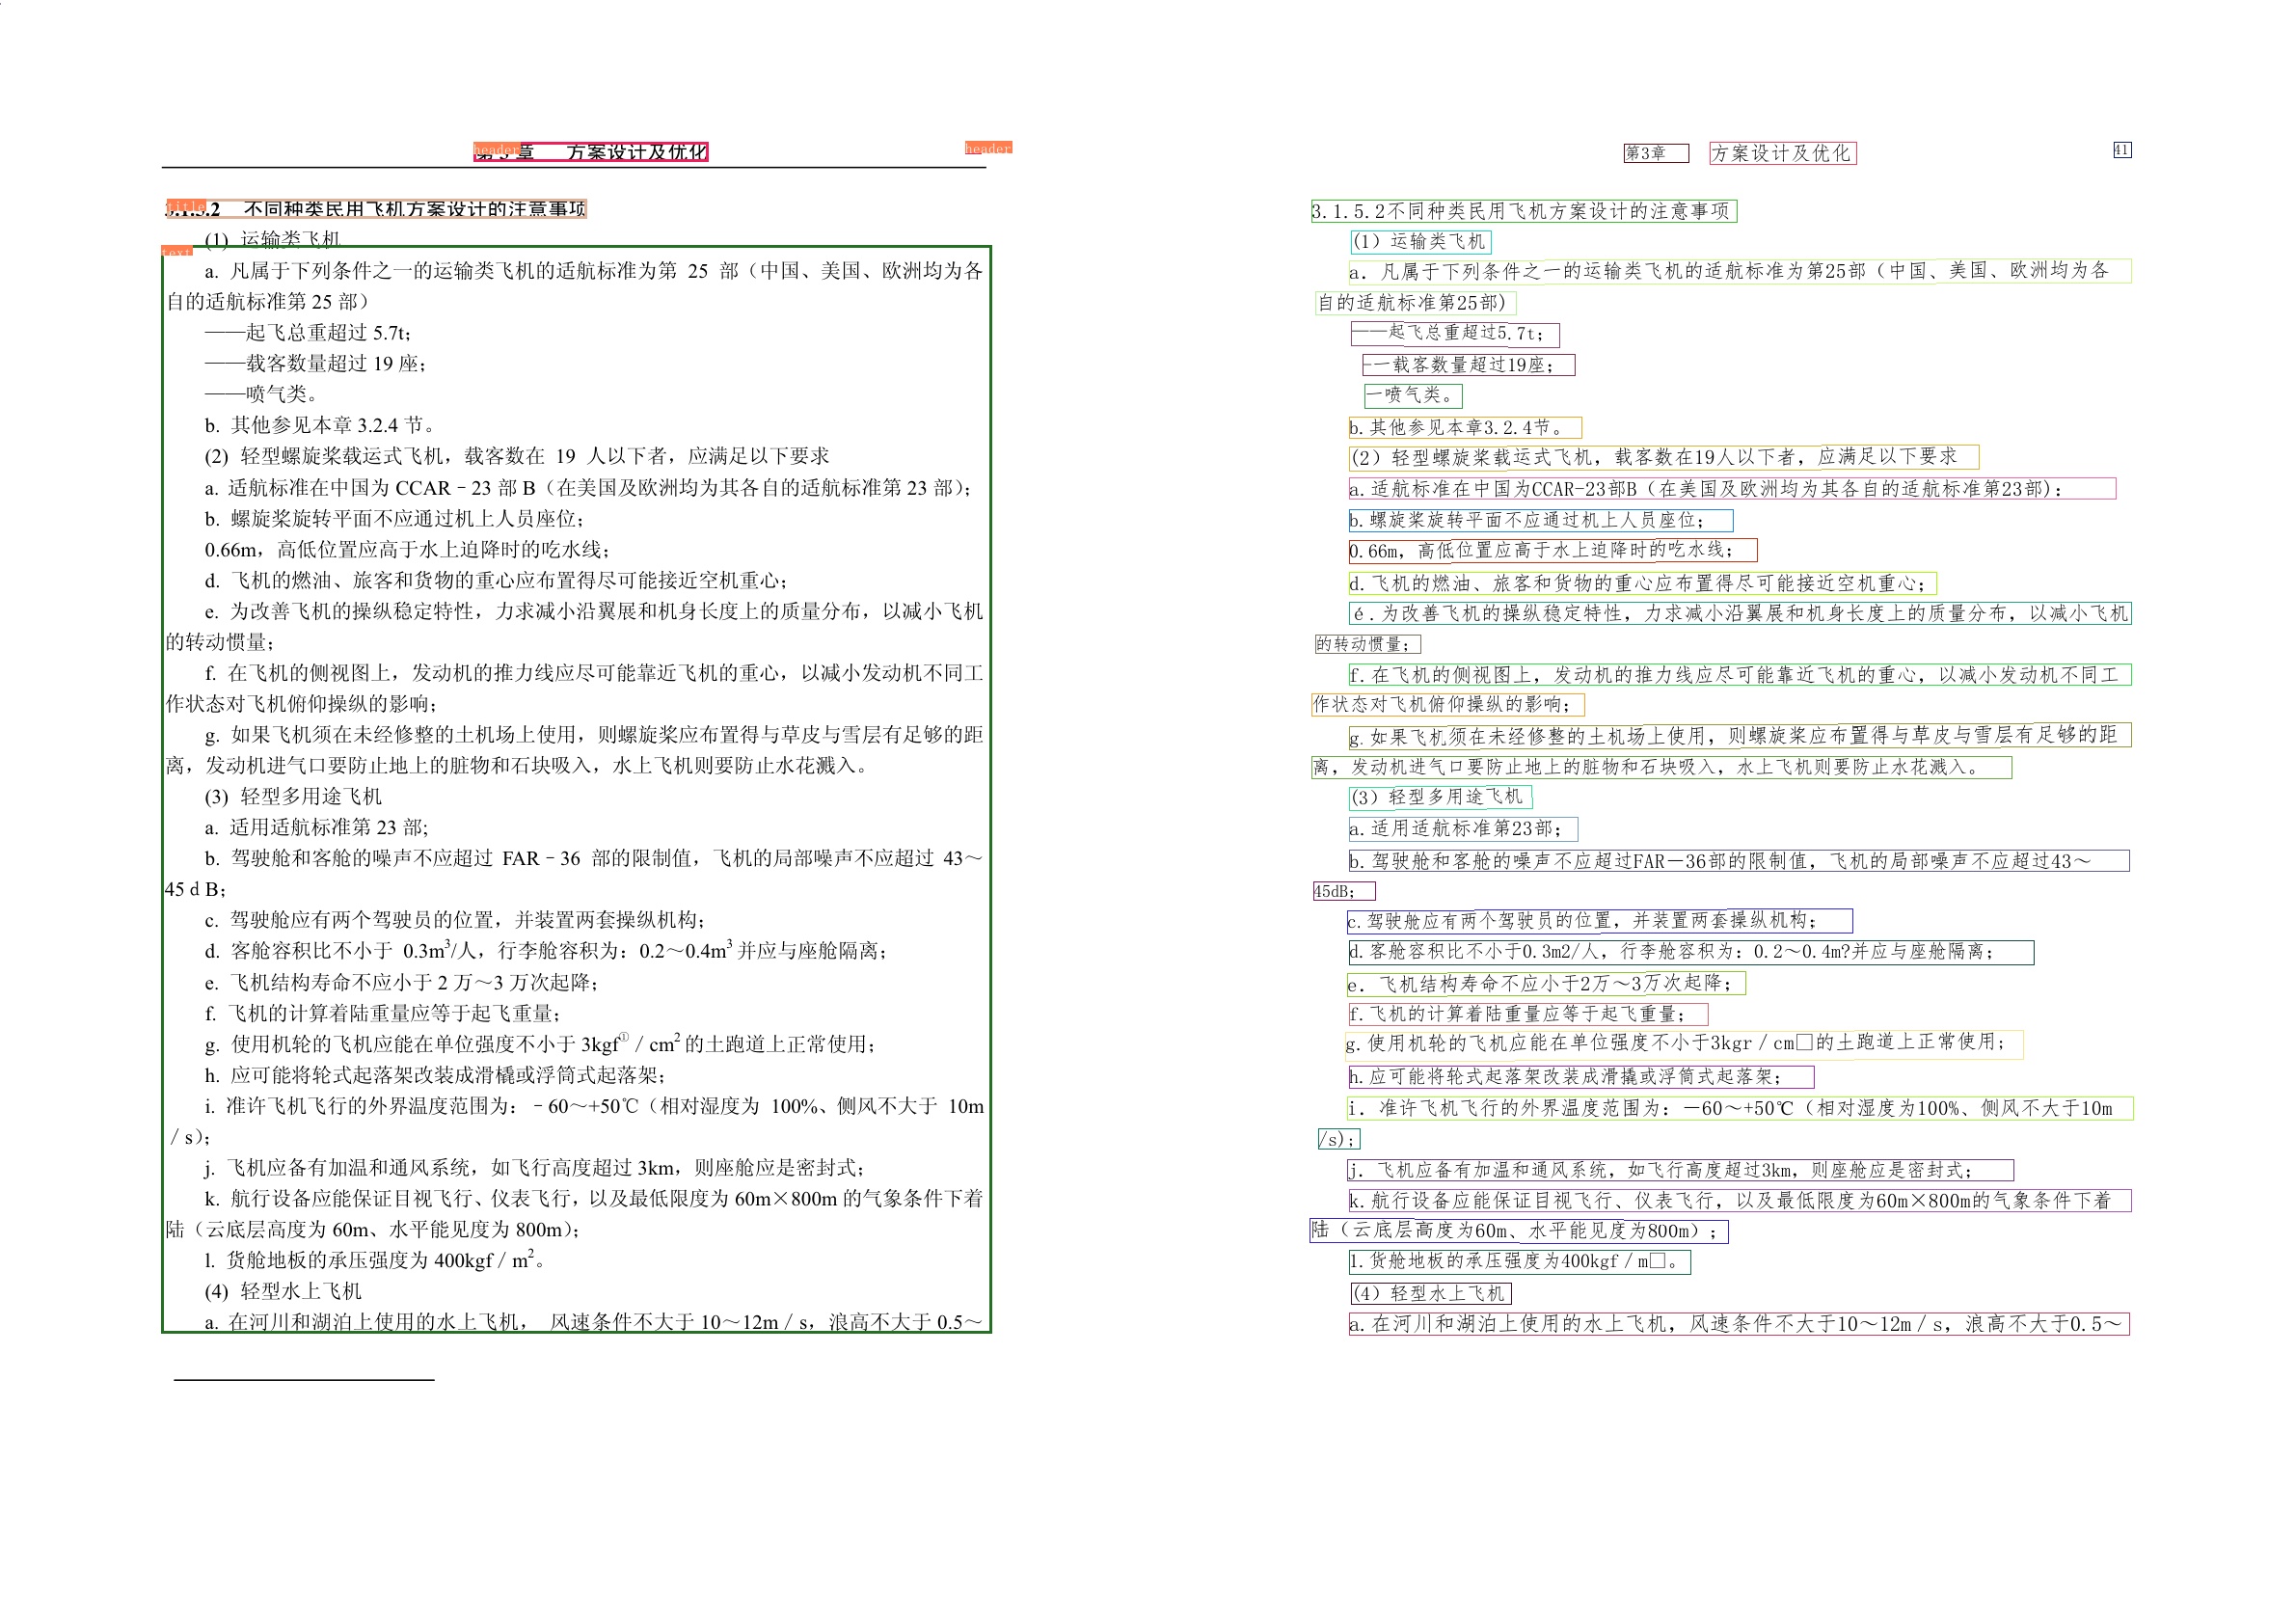 header
第3章 方案设计及优化
header
title
3.1.5.2 不同种类民用飞机方案设计的注意事项
(1) 运输类飞机
text
a. 凡属于下列条件之一的运输类飞机的适航标准为第 25 部（中国、美国、欧洲均为各
自的适航标准第 25 部）
——起飞总重超过 5.7t；
——载客数量超过 19 座；
——喷气类。
b. 其他参见本章 3.2.4 节。
(2) 轻型螺旋桨载运式飞机，载客数在 19 人以下者，应满足以下要求
a. 适航标准在中国为 CCAR–23 部 B（在美国及欧洲均为其各自的适航标准第 23 部）；
b. 螺旋桨旋转平面不应通过机上人员座位；
0.66m，高低位置应高于水上迫降时的吃水线；
d. 飞机的燃油、旅客和货物的重心应布置得尽可能接近空机重心；
e. 为改善飞机的操纵稳定特性，力求减小沿翼展和机身长度上的质量分布，以减小飞机
的转动惯量；
f. 在飞机的侧视图上，发动机的推力线应尽可能靠近飞机的重心，以减小发动机不同工
作状态对飞机俯仰操纵的影响；
g. 如果飞机须在未经修整的土机场上使用，则螺旋桨应布置得与草皮与雪层有足够的距
离，发动机进气口要防止地上的脏物和石块吸入，水上飞机则要防止水花溅入。
(3) 轻型多用途飞机
a. 适用适航标准第 23 部;
b. 驾驶舱和客舱的噪声不应超过 FAR–36 部的限制值，飞机的局部噪声不应超过 43～
45ｄB；
c. 驾驶舱应有两个驾驶员的位置，并装置两套操纵机构；
d. 客舱容积比不小于 0.3m³/人，行李舱容积为：0.2～0.4m³ 并应与座舱隔离；
e. 飞机结构寿命不应小于 2 万～3 万次起降；
f. 飞机的计算着陆重量应等于起飞重量；
g. 使用机轮的飞机应能在单位强度不小于 3kgf①／cm² 的土跑道上正常使用；
h. 应可能将轮式起落架改装成滑橇或浮筒式起落架；
i. 准许飞机飞行的外界温度范围为：–60～+50℃（相对湿度为 100%、侧风不大于 10m
／s）；
j. 飞机应备有加温和通风系统，如飞行高度超过 3km，则座舱应是密封式；
k. 航行设备应能保证目视飞行、仪表飞行，以及最低限度为 60m×800m 的气象条件下着
陆（云底层高度为 60m、水平能见度为 800m）；
l. 货舱地板的承压强度为 400kgf／m²。
(4) 轻型水上飞机
a. 在河川和湖泊上使用的水上飞机， 风速条件不大于 10～12m／s，浪高不大于 0.5～
第3章 方案设计及优化 41
3.1.5.2不同种类民用飞机方案设计的注意事项
(1）运输类飞机
a. 凡属于下列条件之一的运输类飞机的适航标准为第25部（中国、美国、欧洲均为各
自的适航标准第25部)
——起飞总重超过5.7t；
-一载客数量超过19座；
一喷气类。
b.其他参见本章3.2.4节。
(2）轻型螺旋桨载运式飞机，载客数在19人以下者，应满足以下要求
a.适航标准在中国为CCAR-23部B（在美国及欧洲均为其各自的适航标准第23部)：
b.螺旋桨旋转平面不应通过机上人员座位；
0.66m，高低位置应高于水上迫降时的吃水线；
d.飞机的燃油、旅客和货物的重心应布置得尽可能接近空机重心；
é.为改善飞机的操纵稳定特性，力求减小沿翼展和机身长度上的质量分布，以减小飞机
的转动惯量；
f.在飞机的侧视图上，发动机的推力线应尽可能靠近飞机的重心，以减小发动机不同工
作状态对飞机俯仰操纵的影响；
g.如果飞机须在未经修整的土机场上使用，则螺旋桨应布置得与草皮与雪层有足够的距
离，发动机进气口要防止地上的脏物和石块吸入，水上飞机则要防止水花溅入。
(3）轻型多用途飞机
a.适用适航标准第23部；
b.驾驶舱和客舱的噪声不应超过FAR－36部的限制值，飞机的局部噪声不应超过43～
45dB；
c.驾驶舱应有两个驾驶员的位置，并装置两套操纵机构；
d.客舱容积比不小于0.3m2/人，行李舱容积为：0.2～0.4m?并应与座舱隔离；
e. 飞机结构寿命不应小于2万～3万次起降；
f.飞机的计算着陆重量应等于起飞重量；
g.使用机轮的飞机应能在单位强度不小于3kgr／cm□的土跑道上正常使用；
h.应可能将轮式起落架改装成滑撬或浮筒式起落架；
i. 准许飞机飞行的外界温度范围为：－60～+50℃（相对湿度为100%、侧风不大于10m
/s)；
j. 飞机应备有加温和通风系统，如飞行高度超过3km，则座舱应是密封式；
k.航行设备应能保证目视飞行、仪表飞行，以及最低限度为60m×800m的气象条件下着
陆（云底层高度为60m、水平能见度为800m）；
1.货舱地板的承压强度为400kgf／m□。
(4）轻型水上飞机
a.在河川和湖泊上使用的水上飞机，风速条件不大于10～12m／s，浪高不大于0.5～